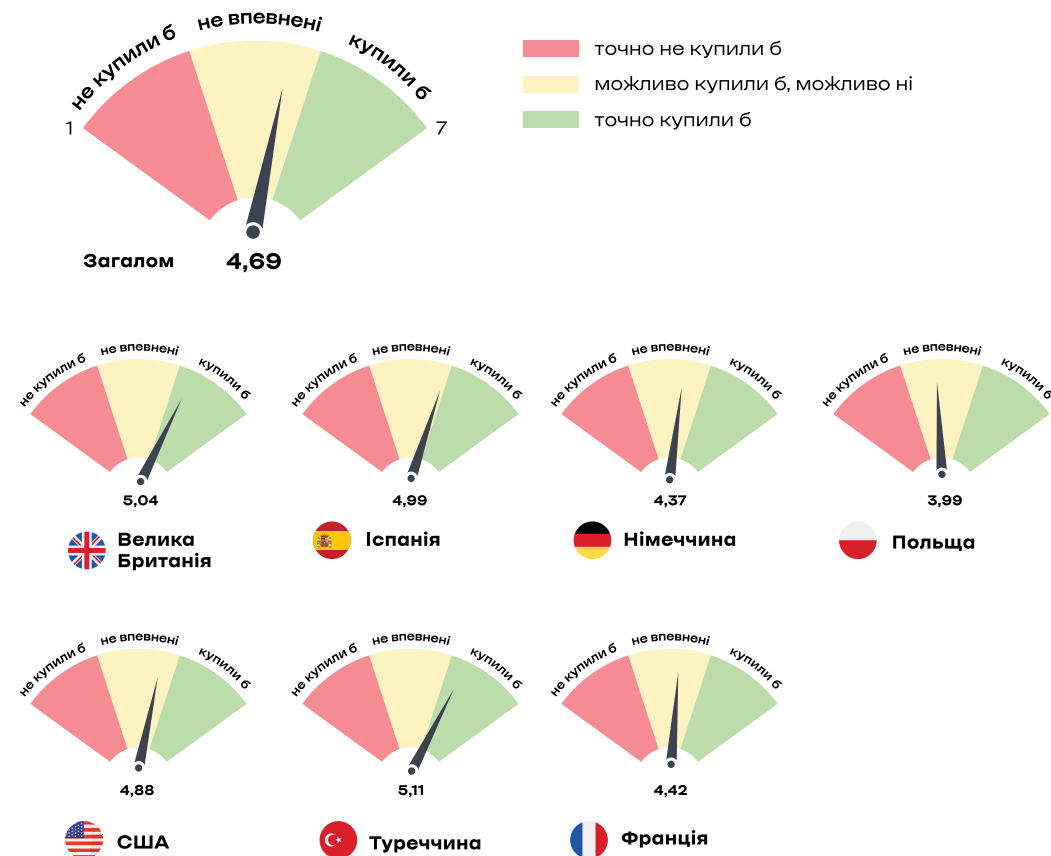 не купили б
не впевнені
купили б
1
7
точно не купили б
можливо купили б, можливо ні
точно купили б
Загалом
4,69
не купили б
не впевнені
купили б
5,04
Велика
Британія
не купили б
не впевнені
купили б
4,99
Іспанія
не купили б
не впевнені
купили б
4,37
Німеччина
не купили б
не впевнені
купили б
3,99
Польща
не купили б
не впевнені
купили б
4,88
США
не купили б
не впевнені
купили б
5,11
Туреччина
не купили б
не впевнені
купили б
4,42
Франція